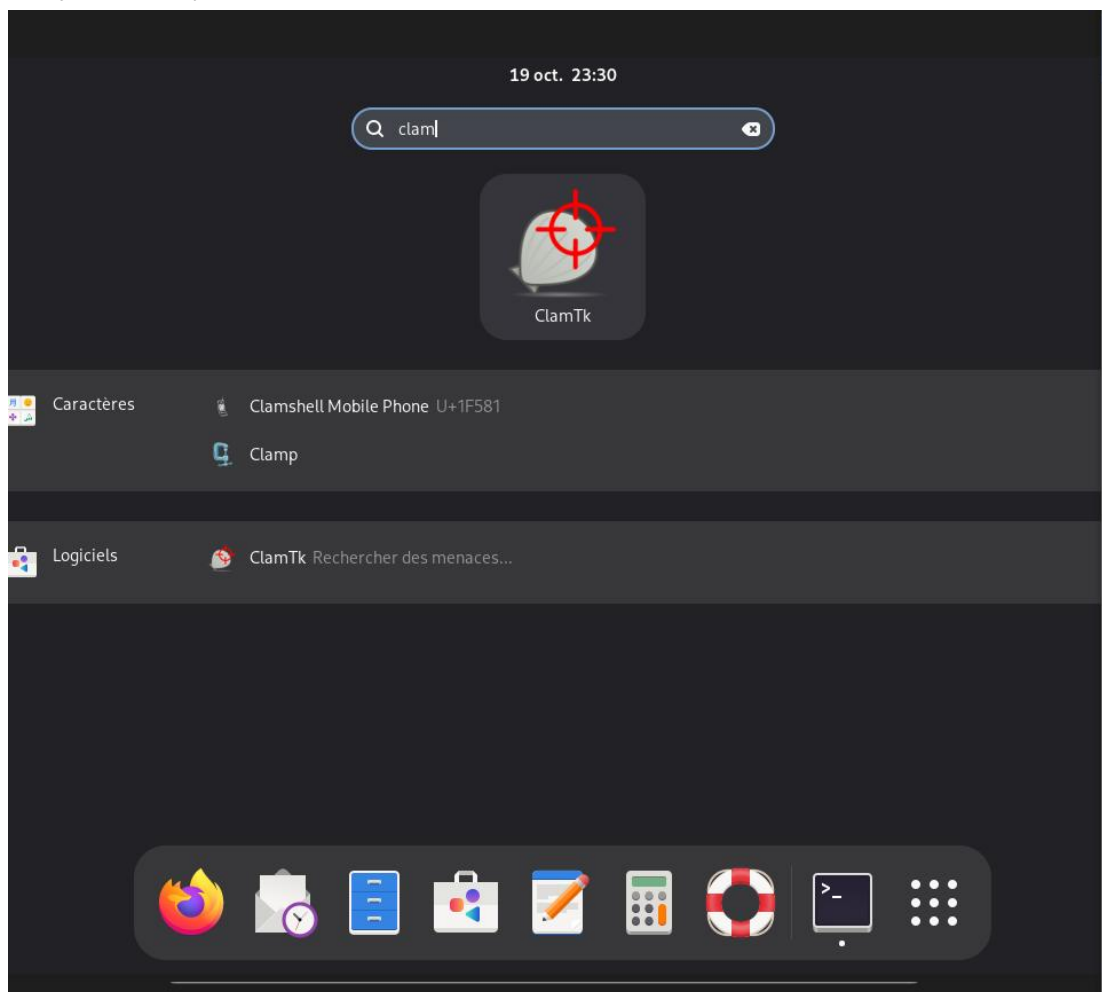 19 oct. 23:30
clam
ClamTk
Caractères
Clamshell Mobile Phone U+1F581
Clamp
Logiciels
ClamTk Rechercher des menaces...
>_